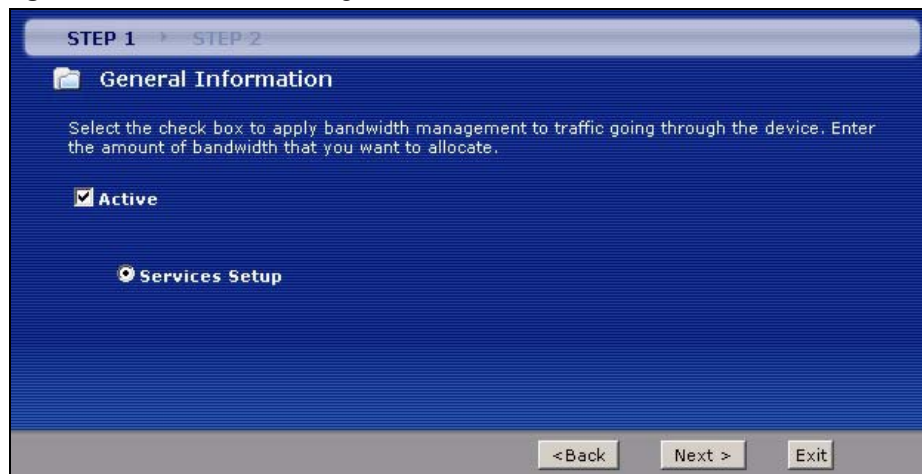 STEP 1 STEP 2
General Information
Select the check box to apply bandwidth management to traffic going through the device. Enter
the amount of bandwidth that you want to allocate.
Active
Services Setup
<Back Next > Exit